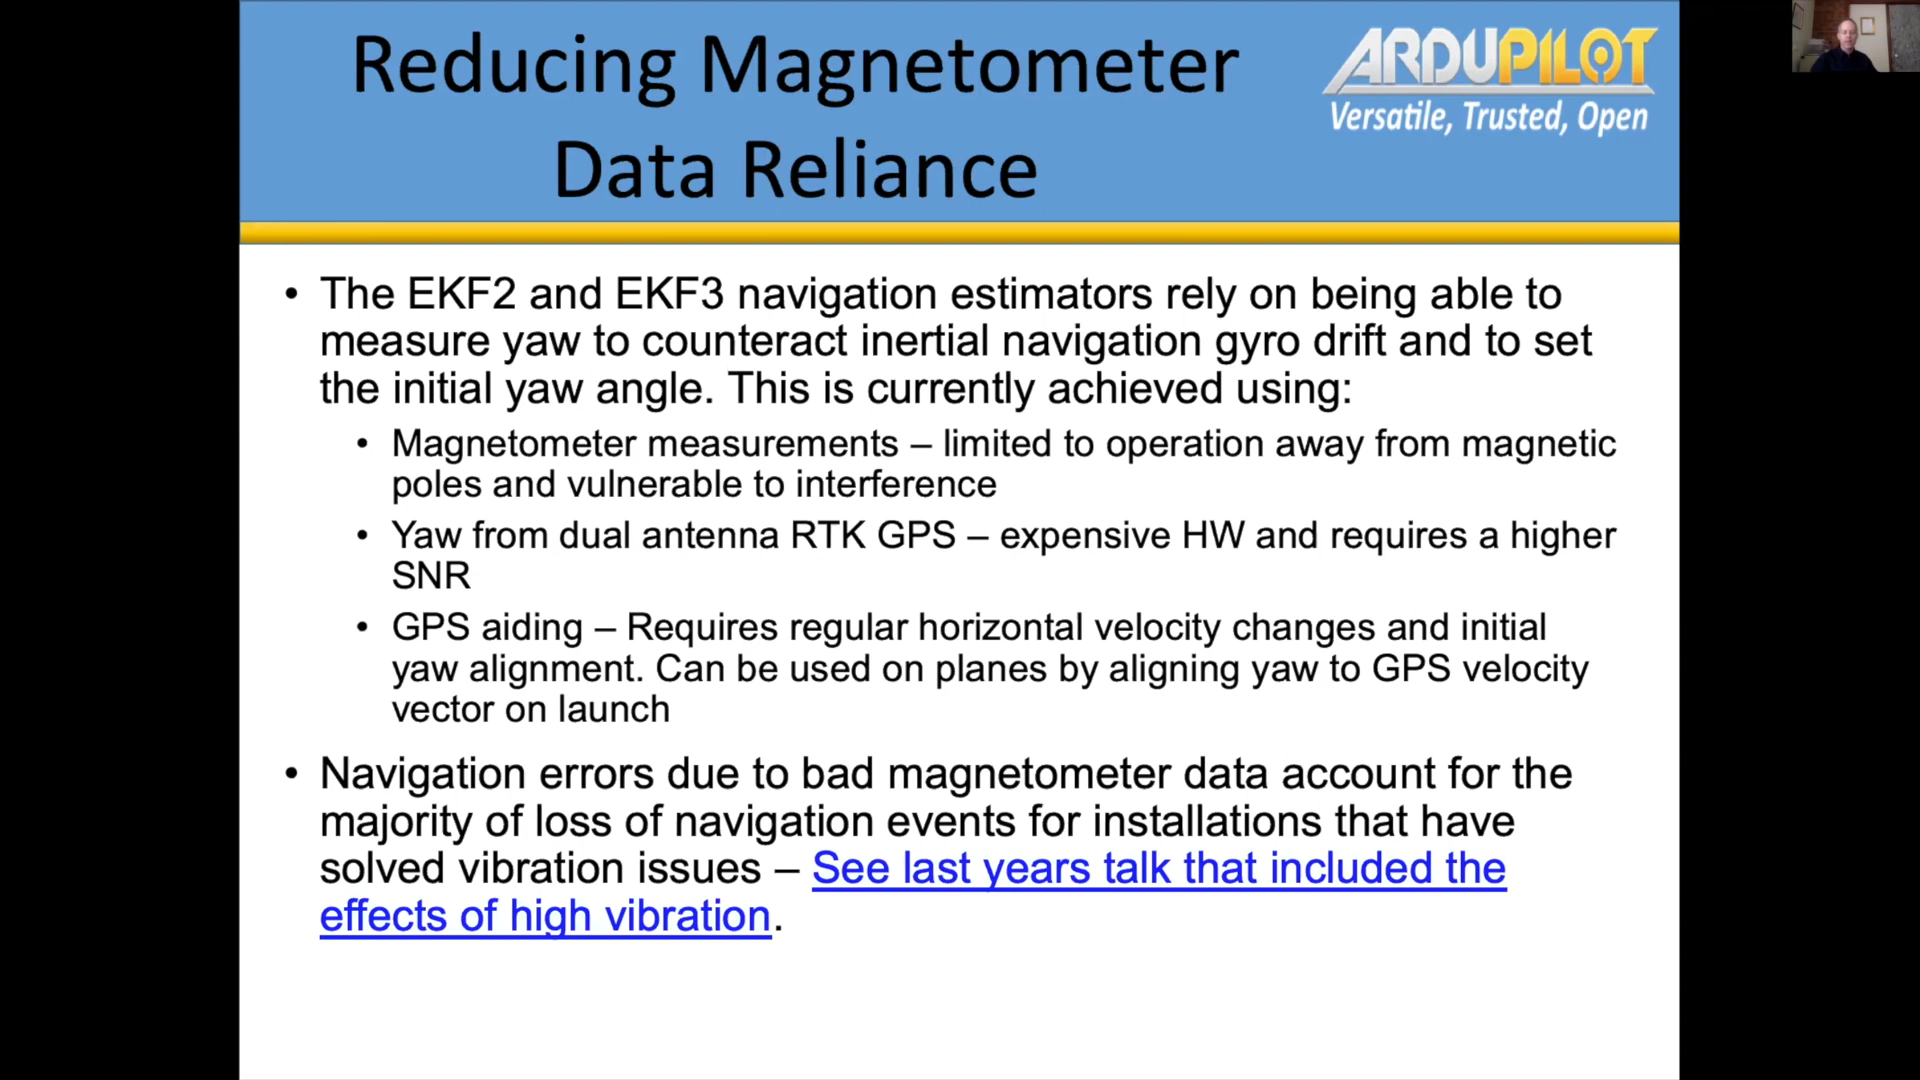 Reducing Magnetometer
Data Reliance
ARDUPILOT
Versatile, Trusted, Open
• The EKF2 and EKF3 navigation estimators rely on being able to
measure yaw to counteract inertial navigation gyro drift and to set
the initial yaw angle. This is currently achieved using:
• Magnetometer measurements – limited to operation away from magnetic
poles and vulnerable to interference
• Yaw from dual antenna RTK GPS – expensive HW and requires a higher
SNR
• GPS aiding – Requires regular horizontal velocity changes and initial
yaw alignment. Can be used on planes by aligning yaw to GPS velocity
vector on launch
• Navigation errors due to bad magnetometer data account for the
majority of loss of navigation events for installations that have
solved vibration issues – See last years talk that included the
effects of high vibration.